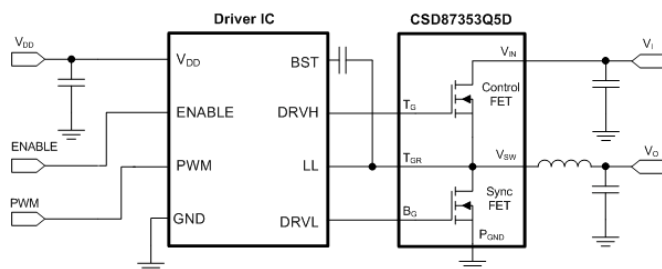 Driver IC
CSD87353Q5D
VDD
VDD
BST
VIN
VI
Control
FET
ENABLE
DRVH
TG
ENABLE
PWM
LL
TGR
VSW
VO
PWM
Sync
FET
GND
DRVL
BG
PGND